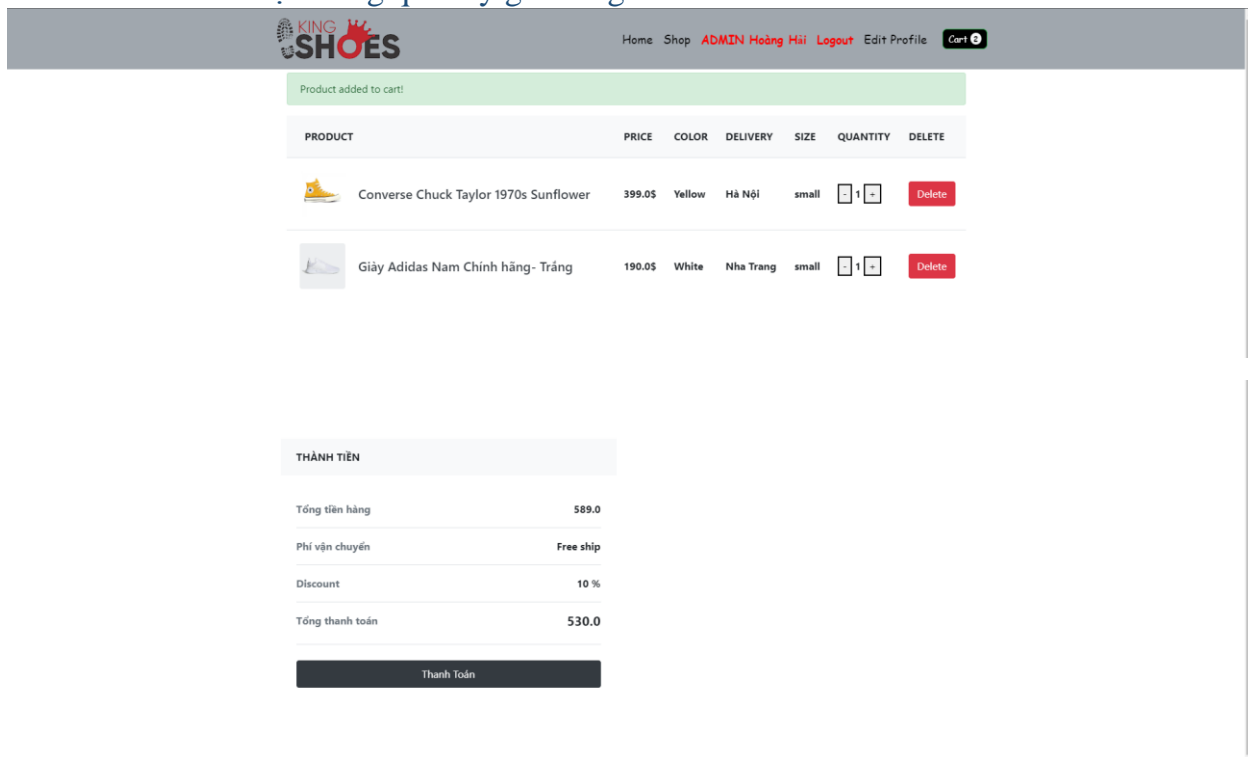 KING
SHOES
Home Shop ADMIN Hoàng Hải Logout Edit Profile Cart 2
Product added to cart!
PRODUCT PRICE COLOR DELIVERY SIZE QUANTITY DELETE
Converse Chuck Taylor 1970s Sunflower 399.0$ Yellow Hà Nội small - 1 + Delete
Giày Adidas Nam Chính hãng- Trắng 190.0$ White Nha Trang small - 1 + Delete
THÀNH TIỀN
Tổng tiền hàng 589.0
Phí vận chuyển Free ship
Discount 10 %
Tổng thanh toán 530.0
Thanh Toán